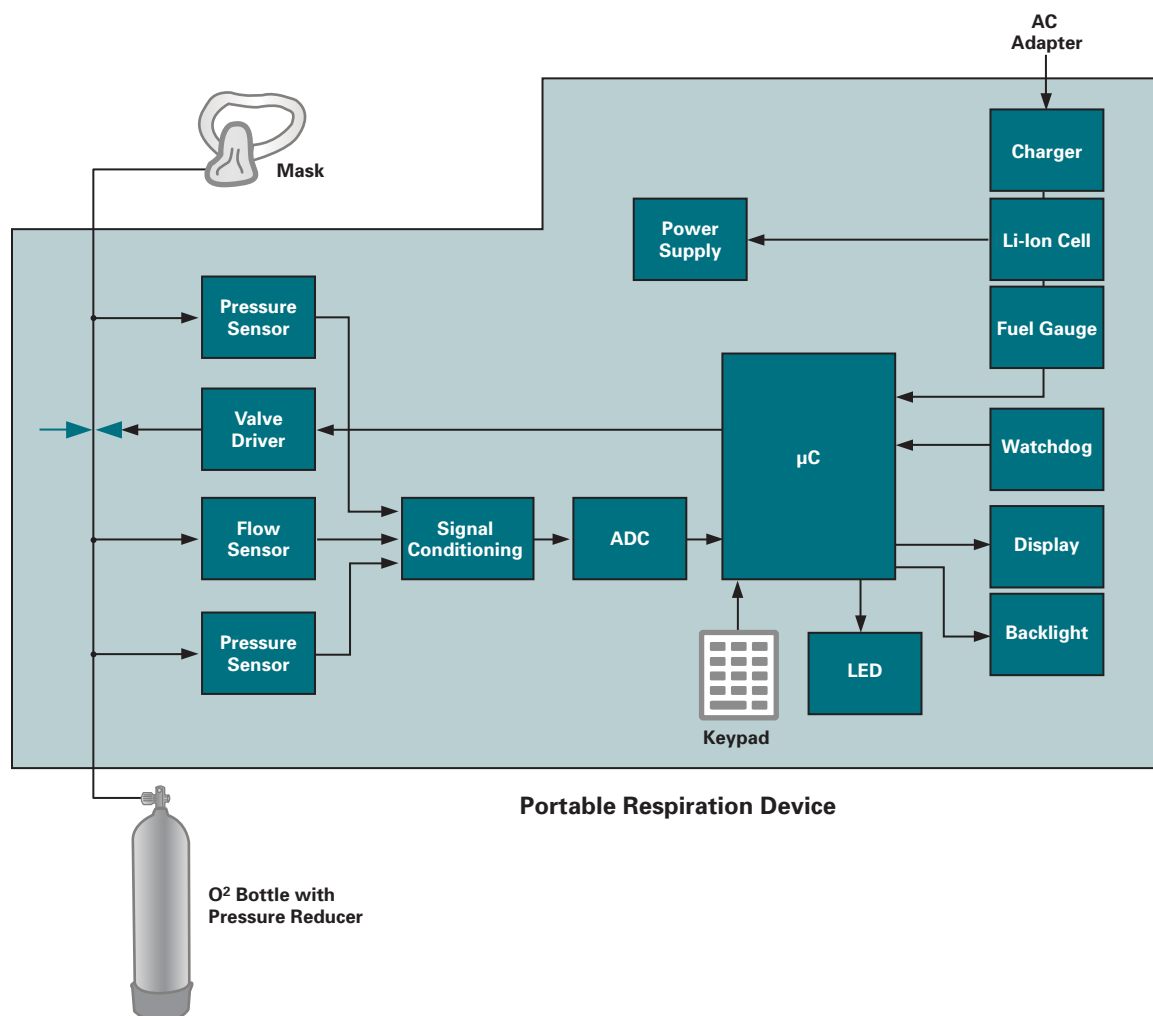 AC
Adapter
Charger
Mask
Power
Supply
Li-Ion Cell
Pressure
Sensor
Fuel Gauge
Valve
Driver
µC
Watchdog
Flow
Sensor
Signal
Conditioning
ADC
Display
Pressure
Sensor
Backlight
LED
Keypad
Portable Respiration Device
O² Bottle with
Pressure Reducer